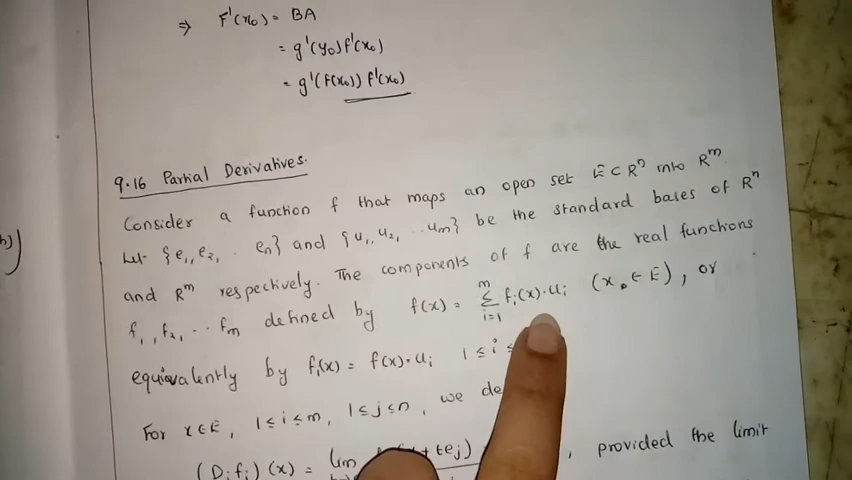 ⇒ F'(x₀) = BA
= g'(y₀)f'(x₀)
= g'(f(x₀)) f'(x₀)
9.16 Partial Derivatives.
Consider a function f that maps an open set E ⊂ Rⁿ into Rᵐ
Let {e₁, e₂, .. eₙ} and {u₁, u₂, .. uₘ} be the standard bases of Rⁿ
and Rᵐ respectively. The components of f are the real functions
f₁, f₂, .. fₘ defined by f(x) = Σᵢ₌₁ᵐ fᵢ(x)·uᵢ (x ∈ E), or
equivalently by fᵢ(x) = f(x)·uᵢ 1 ≤ i ≤
For x ∈ E, 1 ≤ i ≤ m, 1 ≤ j ≤ n, we de
(Dⱼfᵢ)(x) = lim + teⱼ) , provided the limit